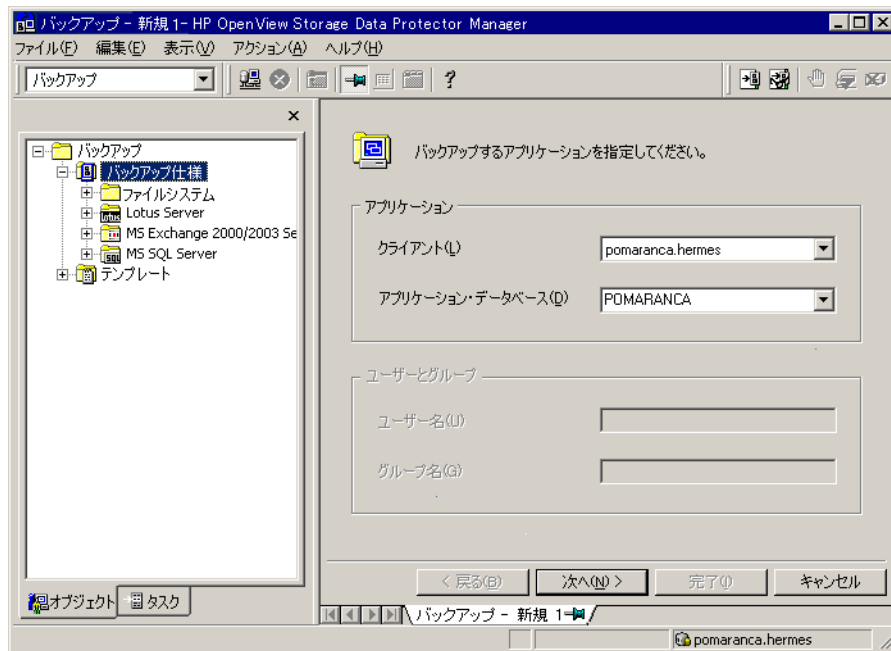 バックアップ - 新規 1- HP OpenView Storage Data Protector Manager
ファイル(F) 編集(E) 表示(V) アクション(A) ヘルプ(H)
バックアップ
?
バックアップ
バックアップ仕様
ファイルシステム
Lotus Server
MS Exchange 2000/2003 Se
MS SQL Server
テンプレート
オブジェクト タスク
バックアップするアプリケーションを指定してください。
アプリケーション
クライアント(L) pomaranca.hermes
アプリケーション・データベース(D) POMARANCA
ユーザーとグループ
ユーザー名(U)
グループ名(G)
< 戻る(B) 次へ(N) > 完了(I) キャンセル
バックアップ - 新規 1
pomaranca.hermes